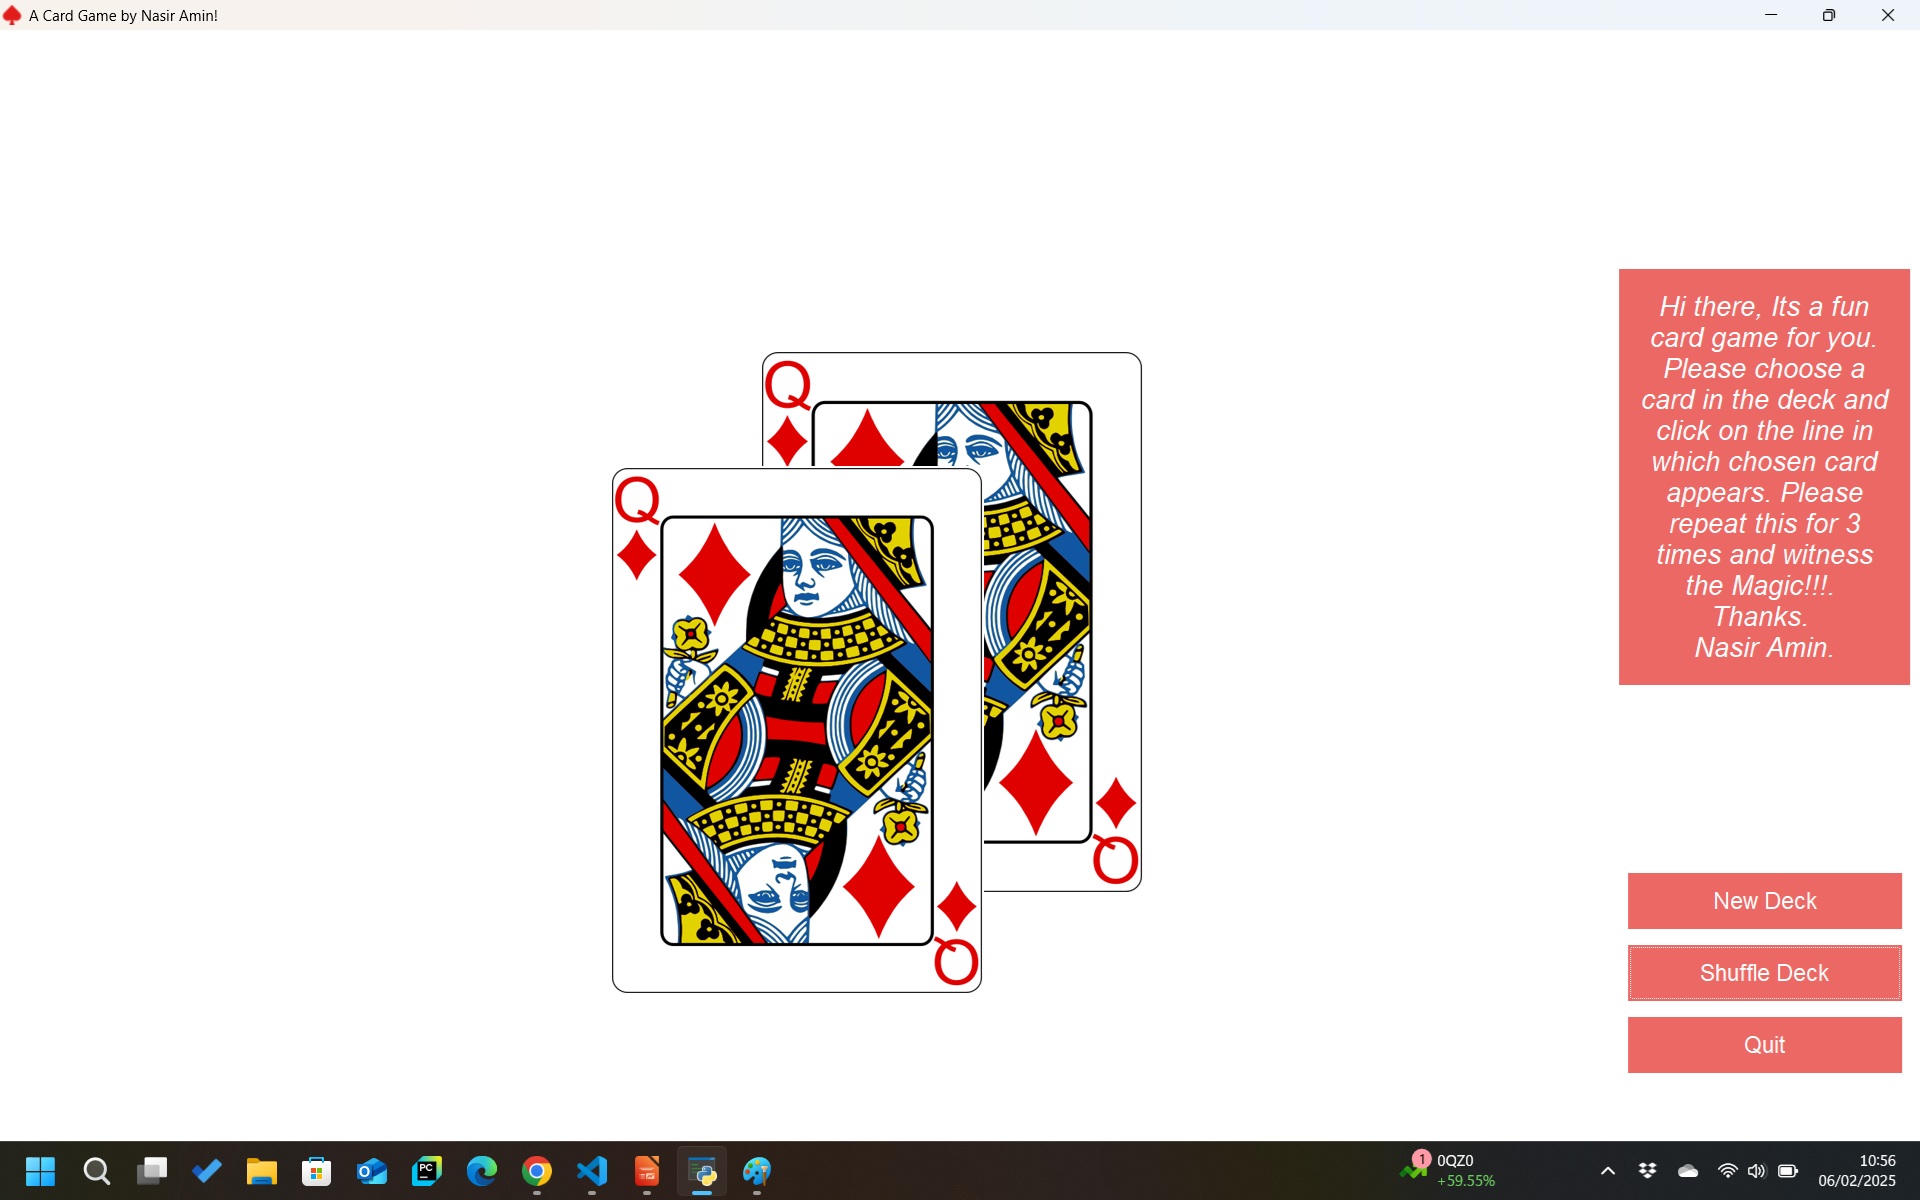 A Card Game by Nasir Amin!
Q
Q
Hi there, Its a fun
card game for you.
Please choose a
card in the deck and
click on the line in
which chosen card
appears. Please
repeat this for 3
times and witness
the Magic!!!.
Thanks.
Nasir Amin.
Q
Q
New Deck
Shuffle Deck
Quit
PC
1
0QZ0
+59.55%
10:56
06/02/2025